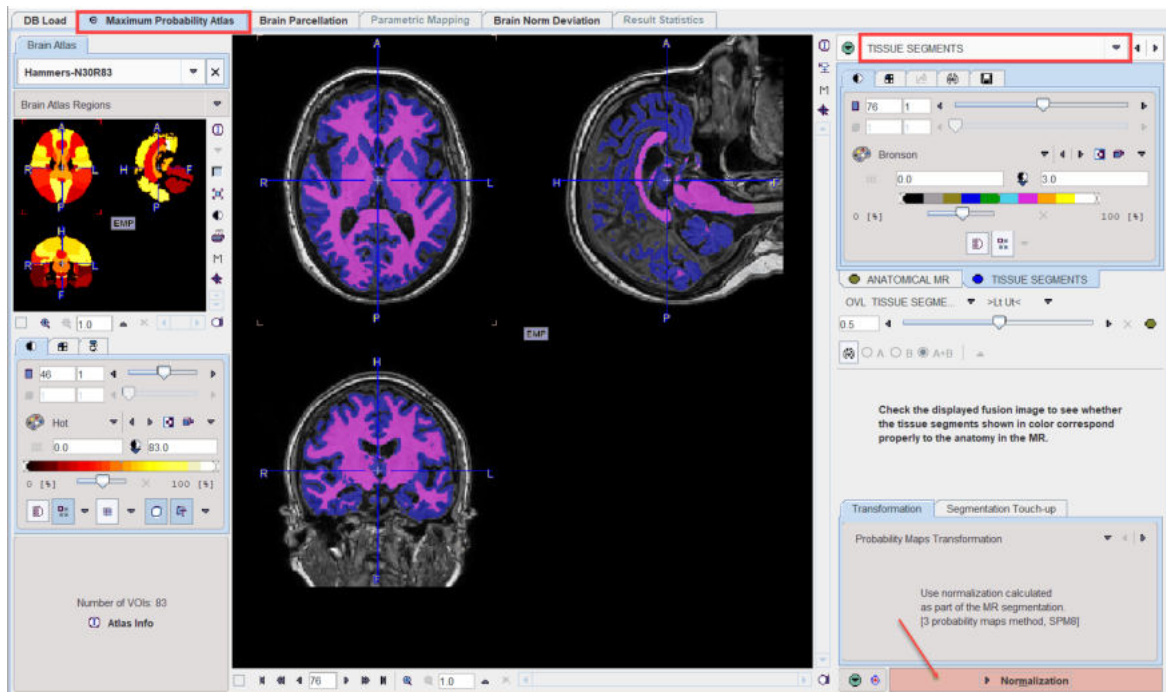 DB Load
Maximum Probability Atlas
Brain Parcellation
Parametric Mapping
Brain Norm Deviation
Result Statistics
Brain Atlas
Hammers-N30R83
Brain Atlas Regions
A
A
R
L
H
F
P
P
EMP
H
R
L
F
M
1.0
46
1
1
1
Hot
0.0
83.0
0 [%]
100 [%]
Number of VOIs: 83
Atlas Info
A
A
R
L
H
F
P
P
EMP
H
R
L
F
76
1.0
M
TISSUE SEGMENTS
76
1
1
1
Bronson
0.0
3.0
0 [%]
100 [%]
ANATOMICAL MR
TISSUE SEGMENTS
OVL TISSUE SEGME...
>Lt Ut<
0.5
A
B
A+B
Check the displayed fusion image to see whether
the tissue segments shown in color correspond
properly to the anatomy in the MR.
Transformation
Segmentation Touch-up
Probability Maps Transformation
Use normalization calculated
as part of the MR segmentation.
[3 probability maps method, SPM8]
Normalization